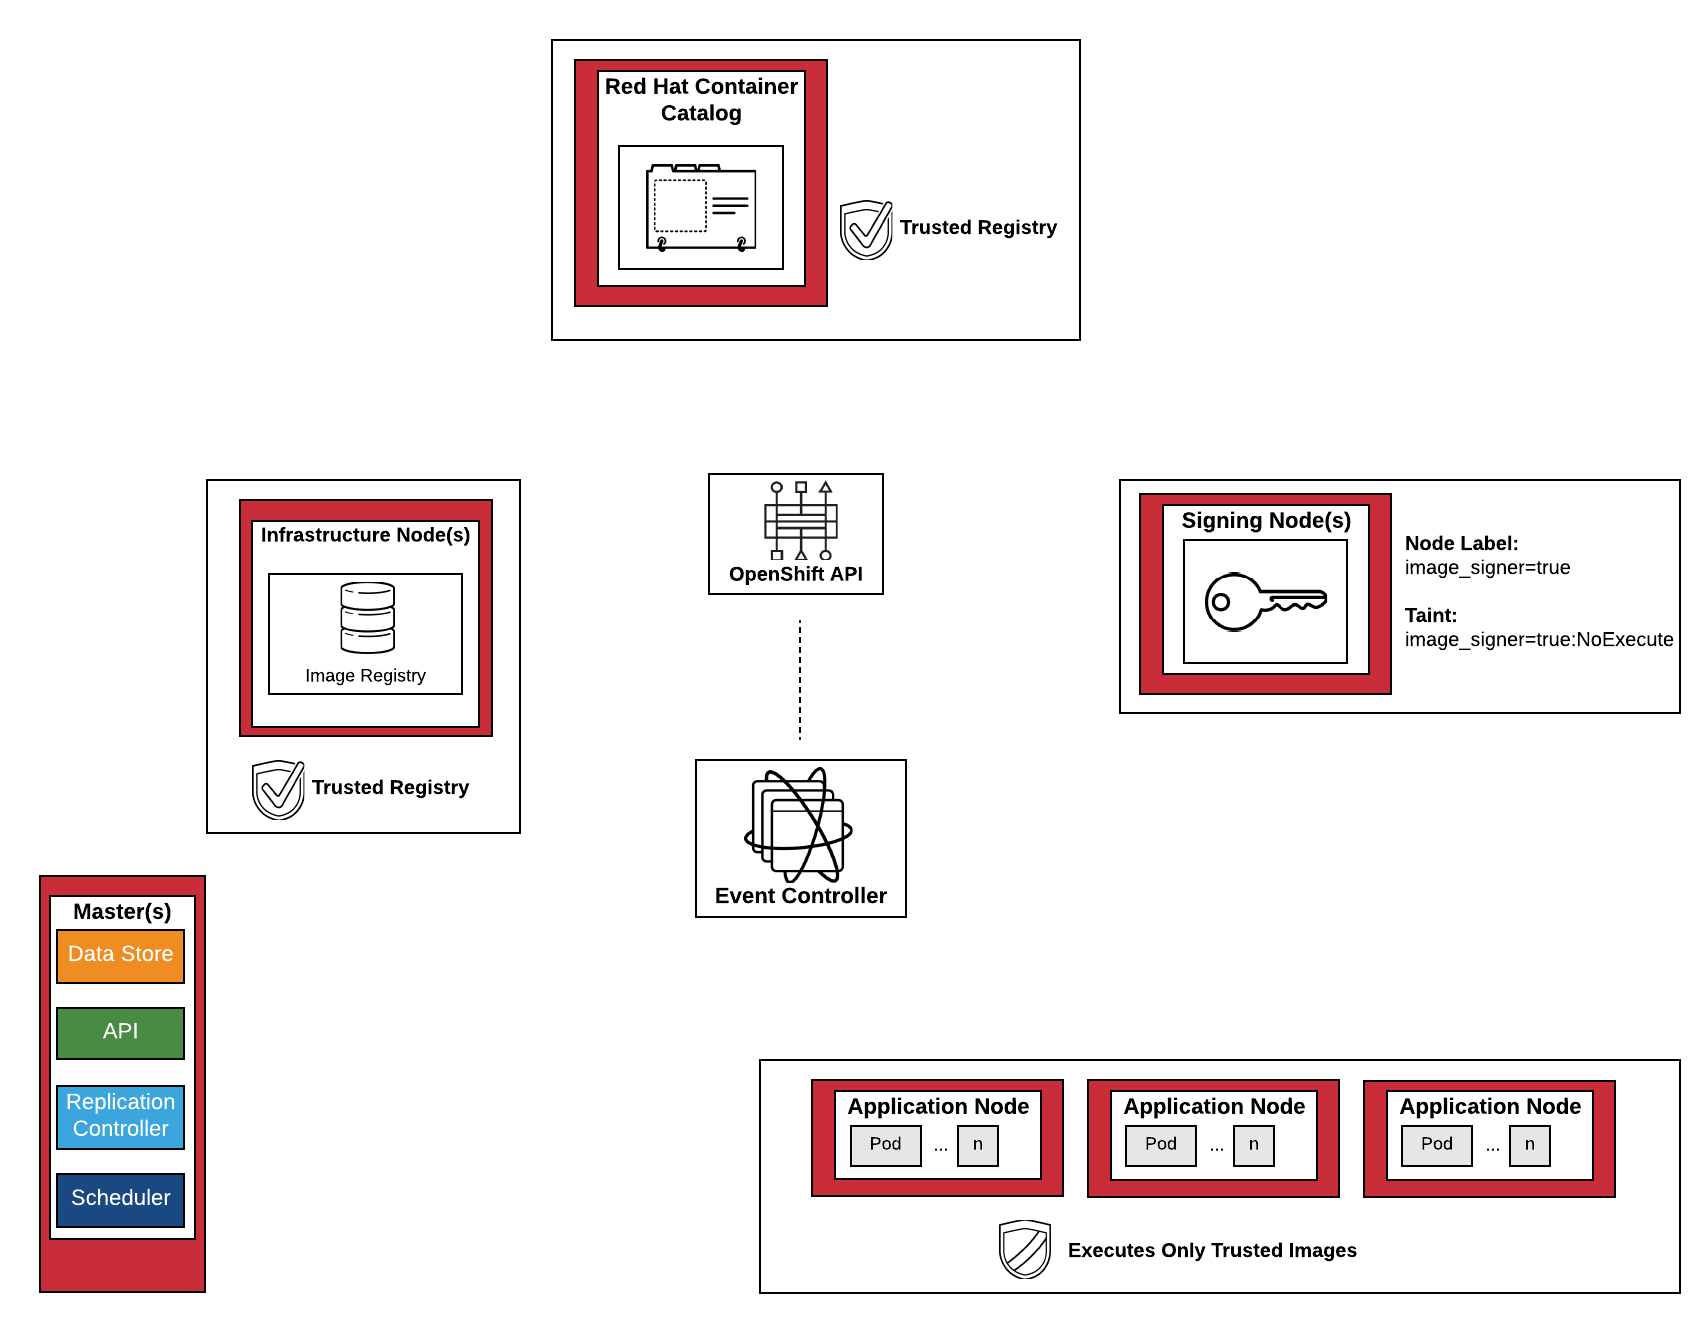 Red Hat Container
Catalog
Trusted Registry
Infrastructure Node(s)
Image Registry
Trusted Registry
OpenShift API
Signing Node(s)
Node Label:
image_signer=true
Taint:
image_signer=true:NoExecute
Event Controller
Master(s)
Data Store
API
Replication
Controller
Scheduler
Application Node
Pod ... n
Application Node
Pod ... n
Application Node
Pod ... n
Executes Only Trusted Images